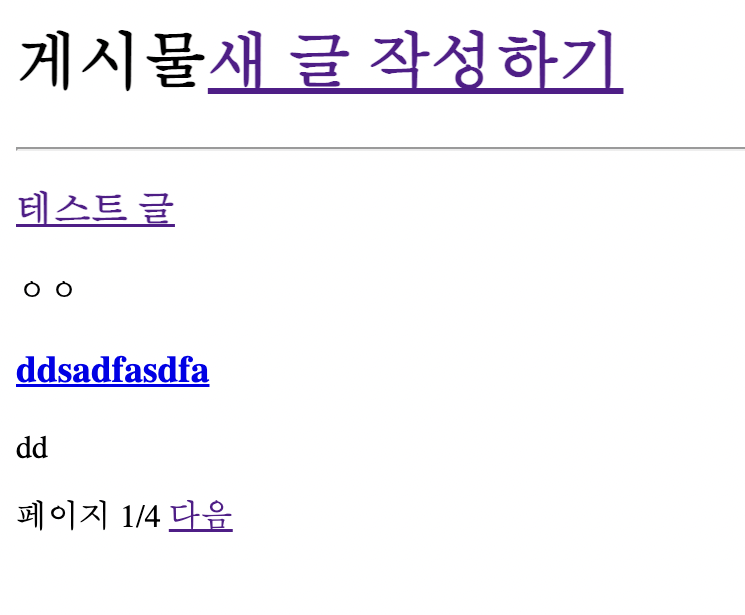 게시물새 글 작성하기
테스트 글
ㅇㅇ
ddsadfasdfa
dd
페이지 1/4 다음